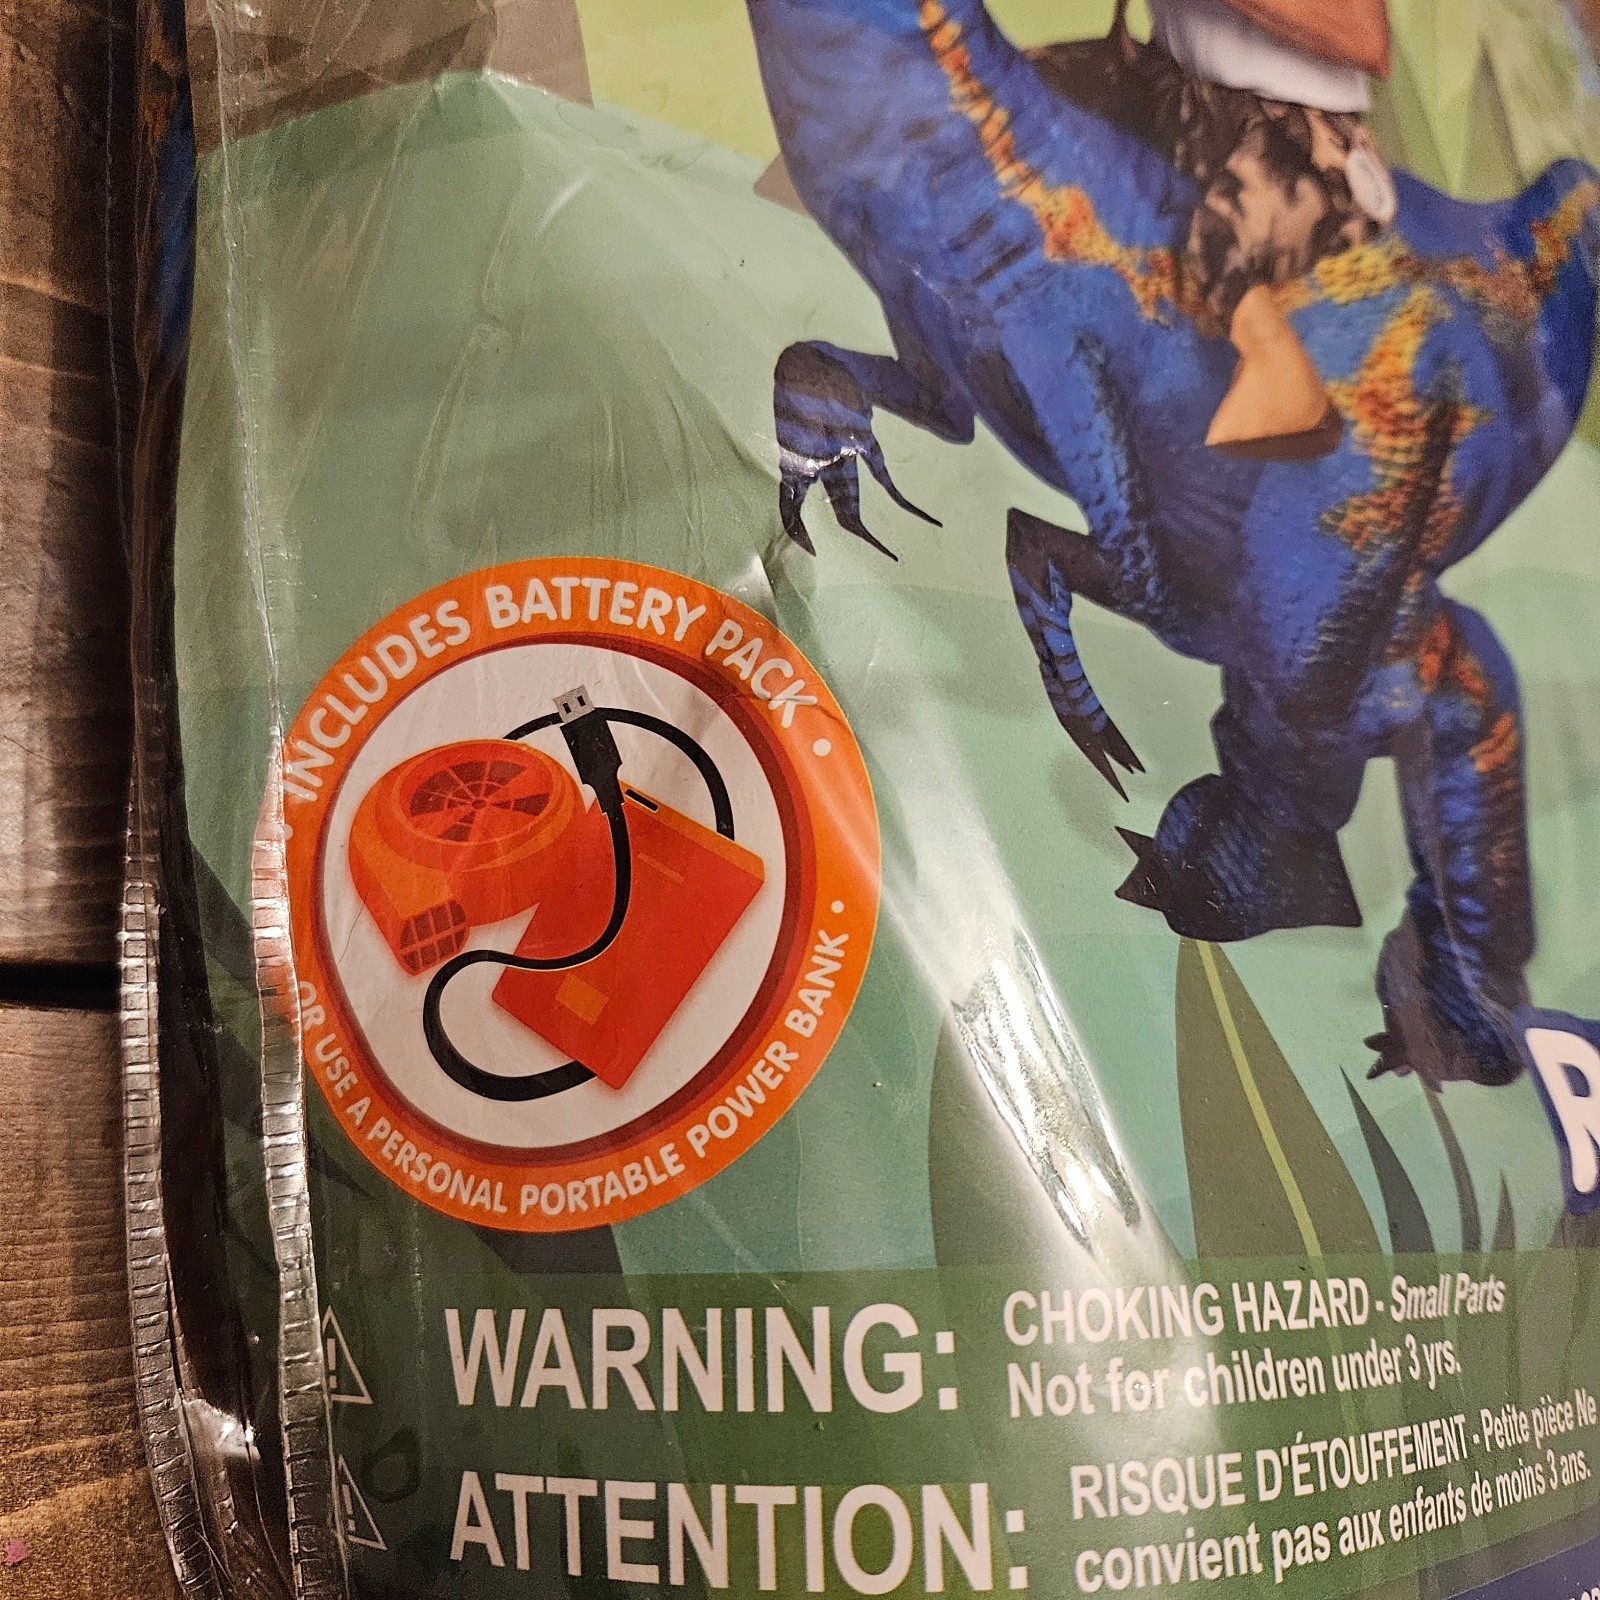 INCLUDES BATTERY PACK
OR USE A PERSONAL PORTABLE POWER BANK
R
WARNING: CHOKING HAZARD - Small Parts
Not for children under 3 yrs.
ATTENTION: RISQUE D'ÉTOUFFEMENT - Petite pièce Ne
convient pas aux enfants de moins 3 ans.